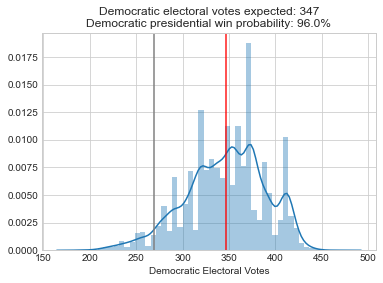 Democratic electoral votes expected: 347
Democratic presidential win probability: 96.0%
0.0175
0.0150
0.0125
0.0100
0.0075
0.0050
0.0025
0.0000
150 200 250 300 350 400 450 500
Democratic Electoral Votes